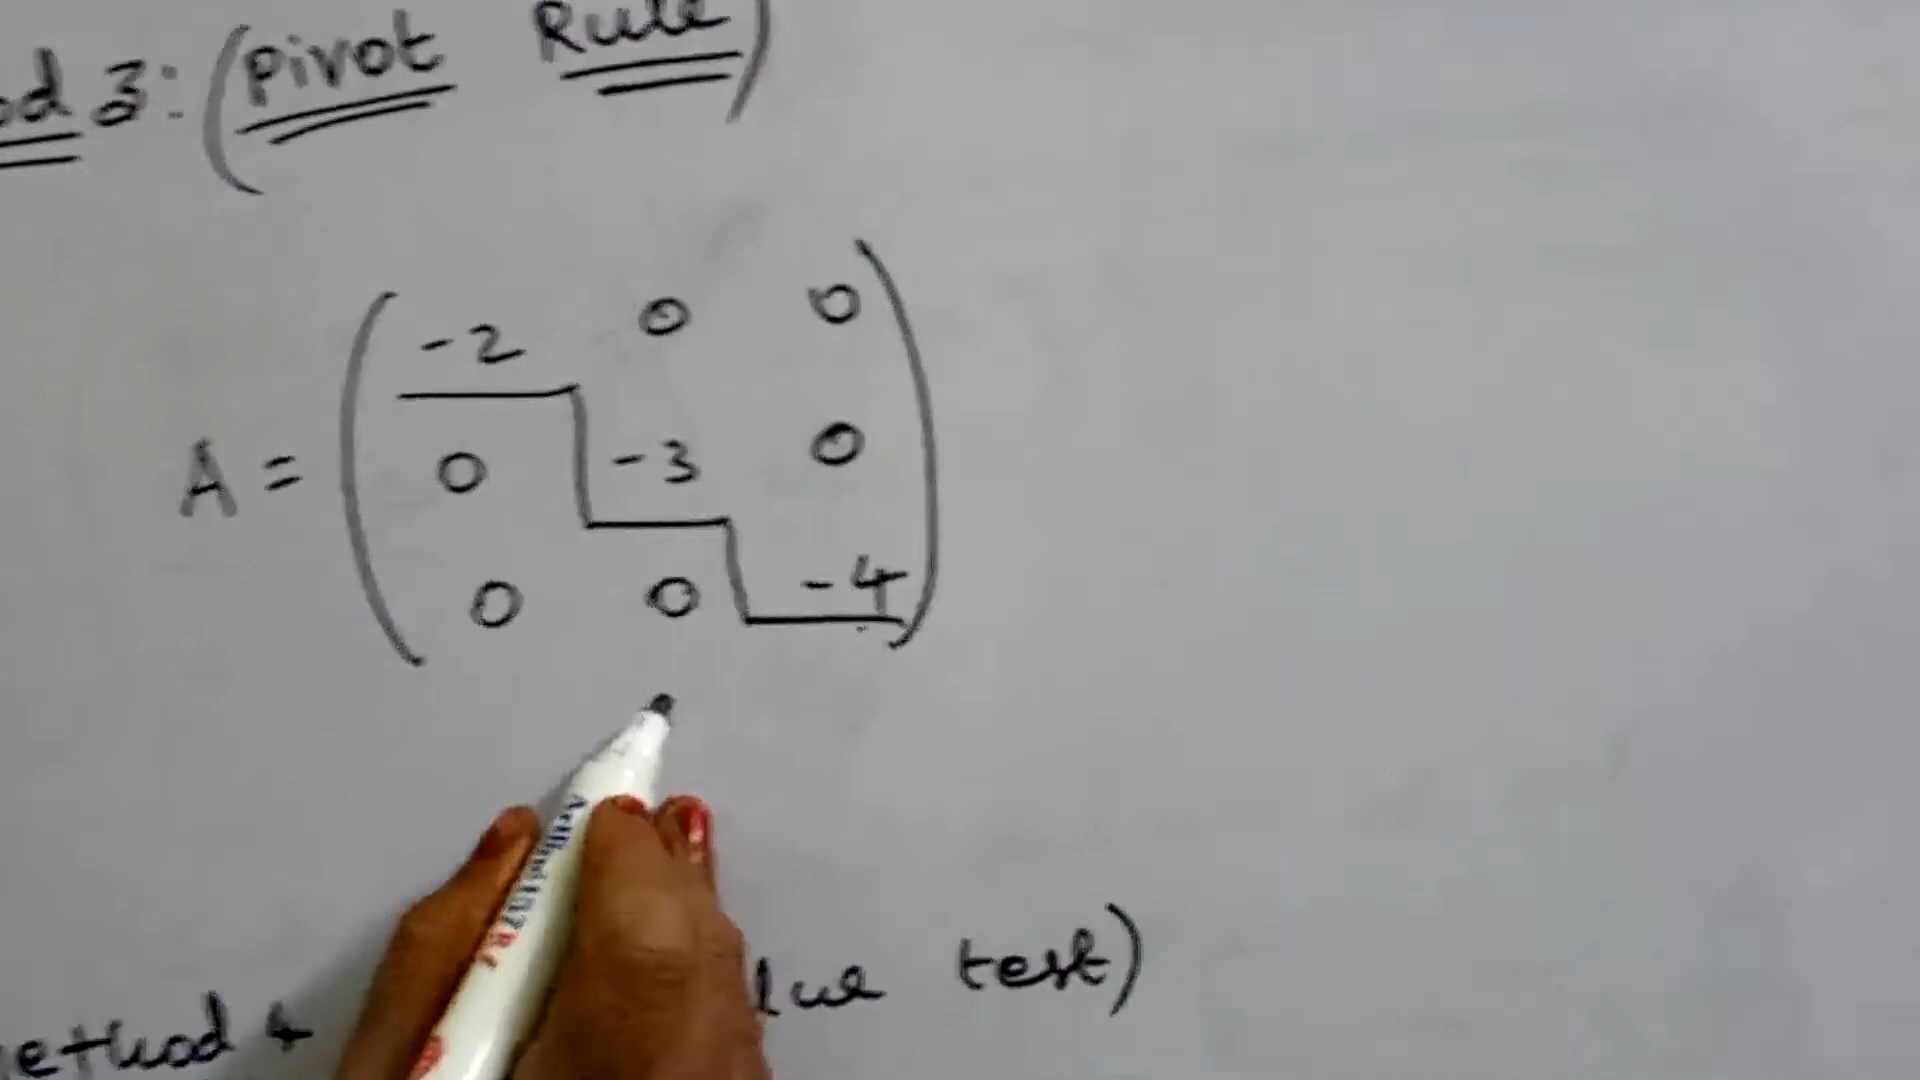 od 3: (Pivot Rule)
-2 0 0
A = 0 -3 0
0 0 -4
ethod 4 lue test)